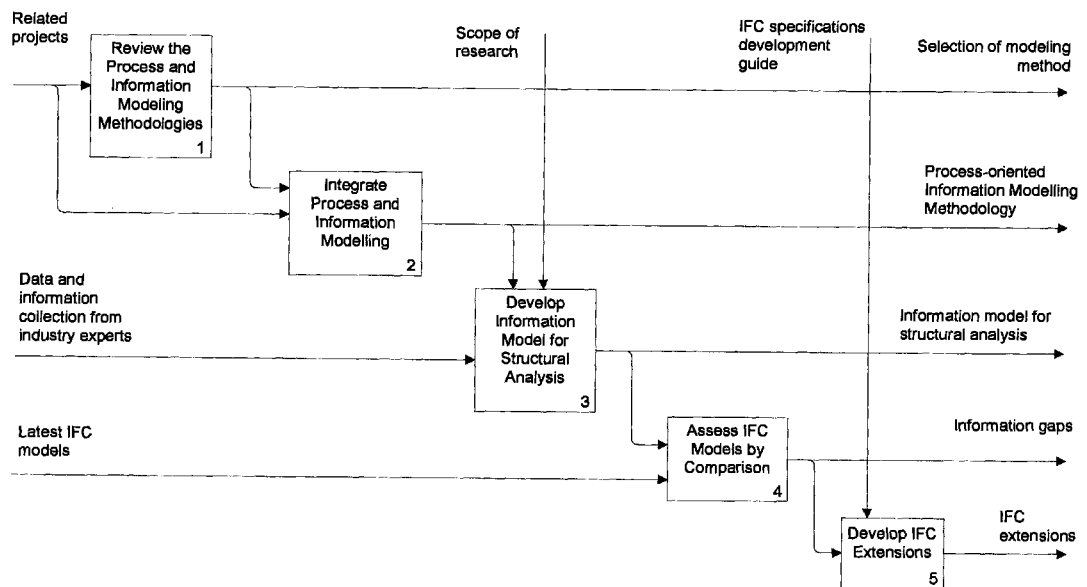 Related
projects
Review the
Process and
Information
Modeling
Methodologies
1
Scope of
research
IFC specifications
development
guide
Selection of modeling
method
Integrate
Process and
Information
Modelling
2
Process-oriented
Information Modelling
Methodology
Data and
information
collection from
industry experts
Develop
Information
Model for
Structural
Analysis
3
Information model for
structural analysis
Latest IFC
models
Assess IFC
Models by
Comparison
4
Information gaps
Develop IFC
Extensions
5
IFC
extensions